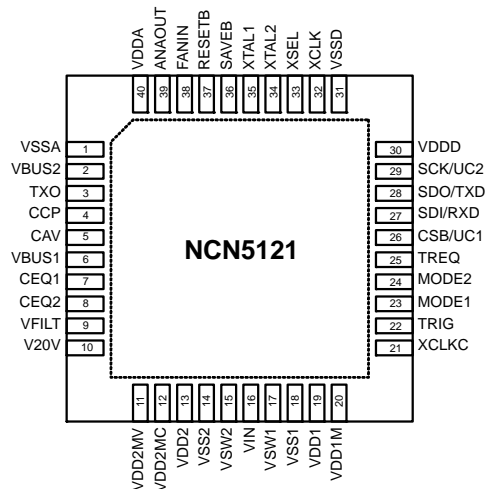 VDDA
ANAOUT
FANIN
RESETB
SAVEB
XTAL1
XTAL2
XSEL
XCLK
VSSD
40
39
38
37
36
35
34
33
32
31
VSSA 1
VBUS2 2
TXO 3
CCP 4
CAV 5
VBUS1 6
CEQ1 7
CEQ2 8
VFILT 9
V20V 10
NCN5121
30 VDDD
29 SCK/UC2
28 SDO/TXD
27 SDI/RXD
26 CSB/UC1
25 TREQ
24 MODE2
23 MODE1
22 TRIG
21 XCLKC
11
12
13
14
15
16
17
18
19
20
VDD2MV
VDD2MC
VDD2
VSS2
VSW2
VIN
VSW1
VSS1
VDD1
VDD1M